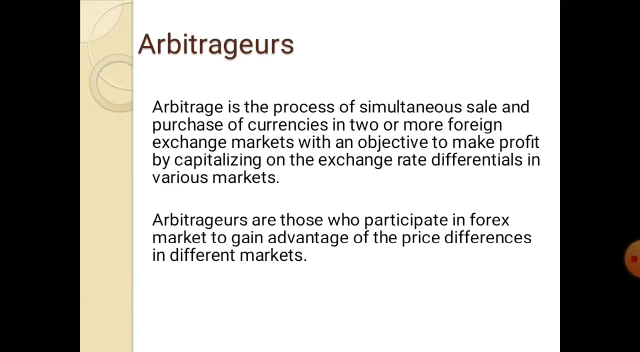 Arbitrageurs
Arbitrage is the process of simultaneous sale and
purchase of currencies in two or more foreign
exchange markets with an objective to make profit
by capitalizing on the exchange rate differentials in
various markets.
Arbitrageurs are those who participate in forex
market to gain advantage of the price differences
in different markets.